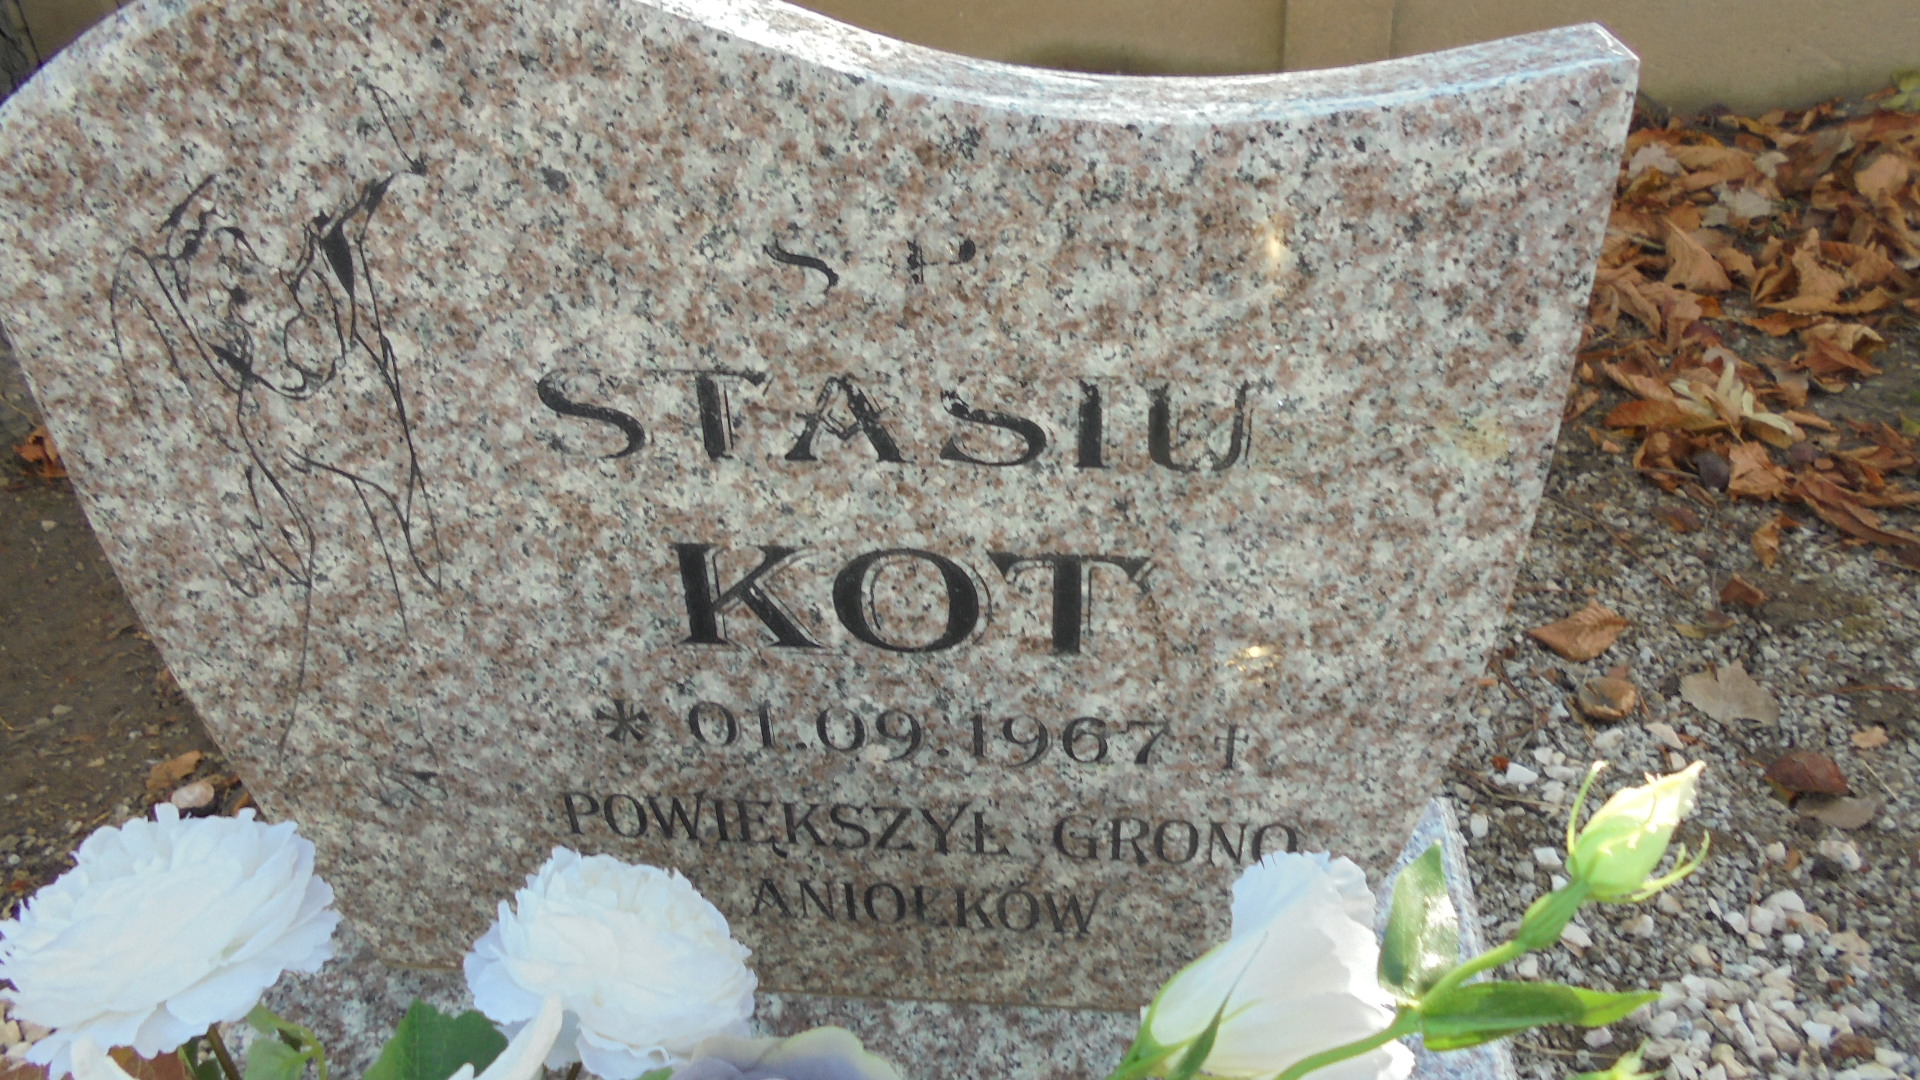 Ś P
STASIU
KOT
* 01.09.1967 †
POWIĘKSZYŁ GRONO
ANIOŁKÓW